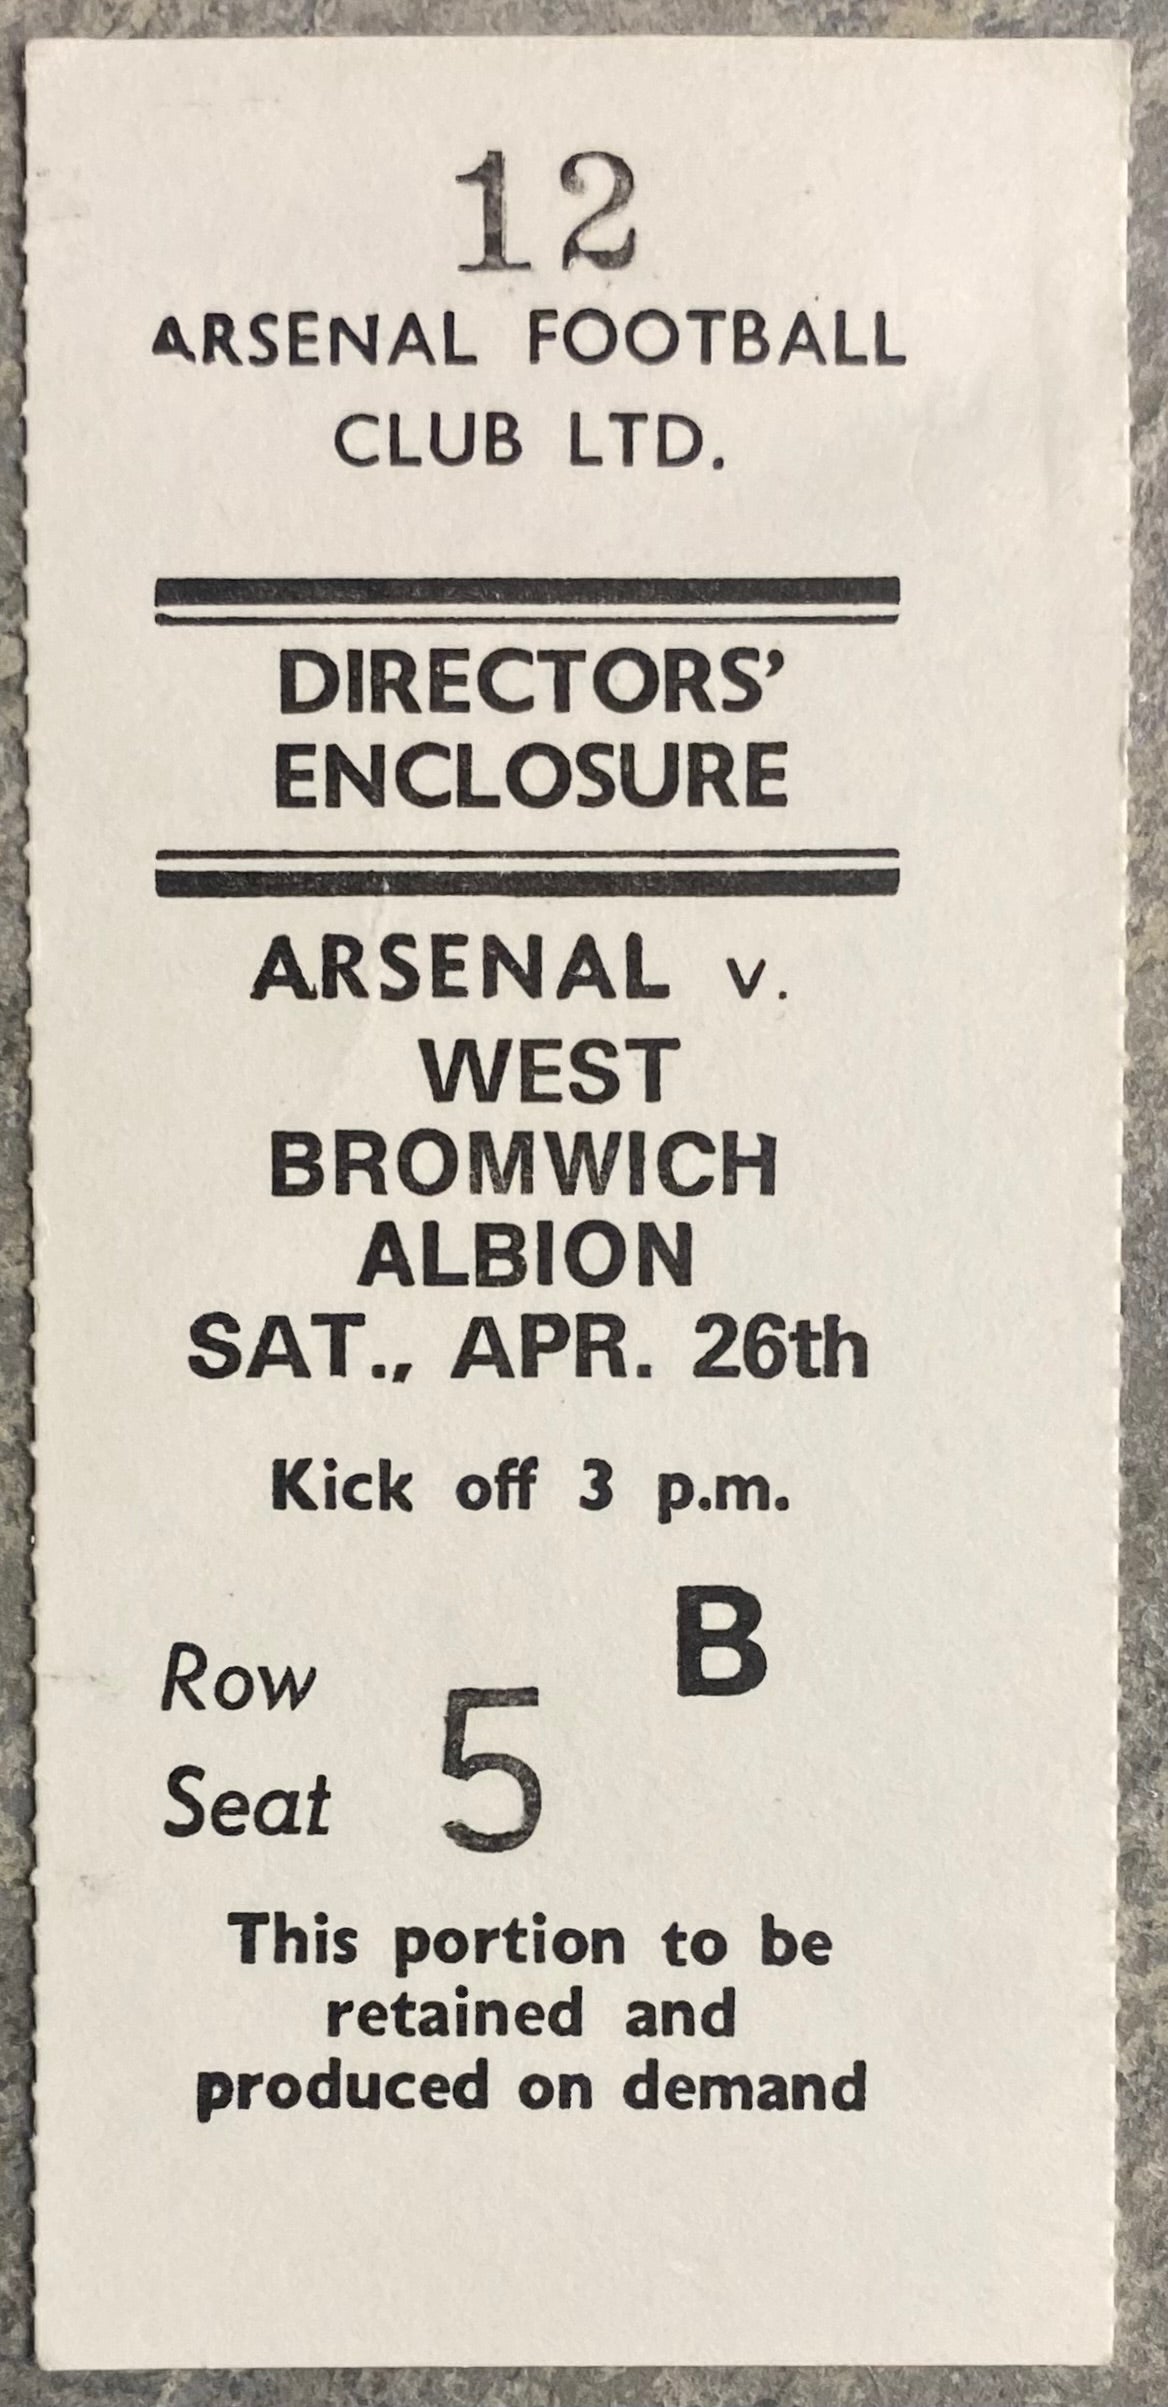 12
ARSENAL FOOTBALL
CLUB LTD.
DIRECTORS'
ENCLOSURE
ARSENAL v.
WEST
BROMWICH
ALBION
SAT., APR. 26th
Kick off 3 p.m.
Row B
Seat 5
This portion to be
retained and
produced on demand